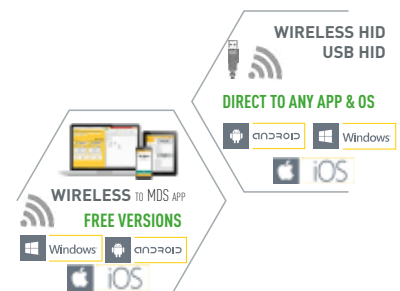 WIRELESS HID
USB HID
DIRECT TO ANY APP & OS
ANDROID Windows
iOS
WIRELESS TO MDS APP
FREE VERSIONS
Windows ANDROID
iOS